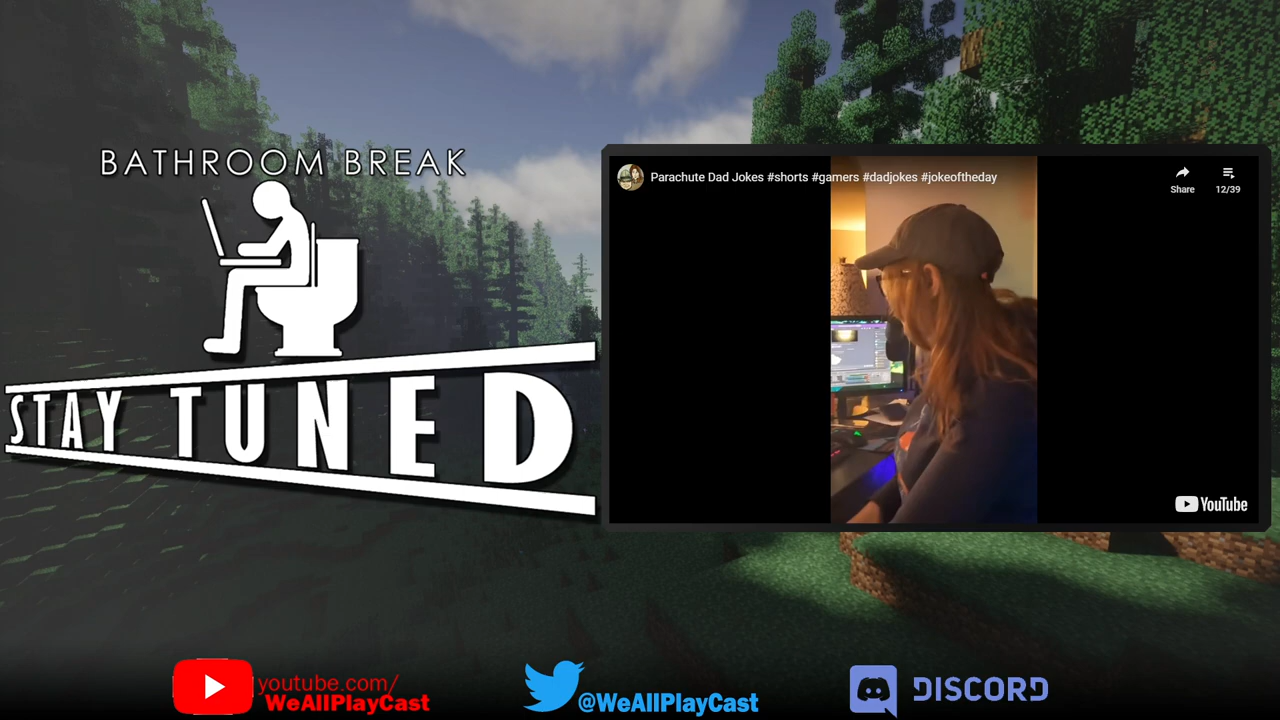 BATHROOM BREAK
STAY TUNED
Parachute Dad Jokes #shorts #gamers #dadjokes #jokeoftheday
Share
12/39
YouTube
youtube.com/
WeAllPlayCast
@WeAllPlayCast
DISCORD